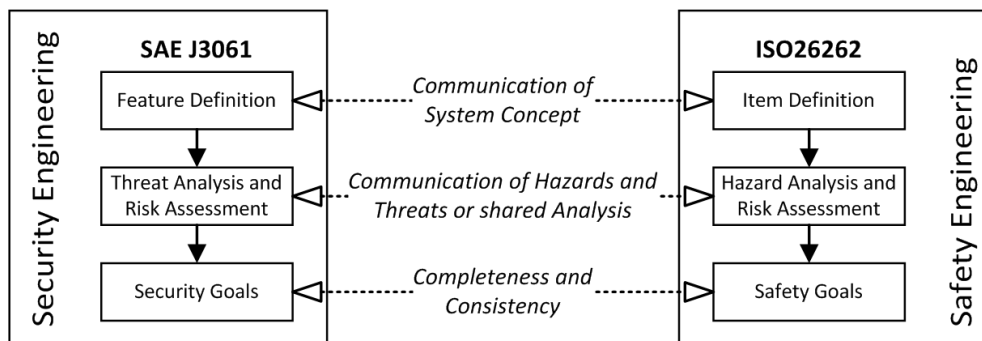 Security Engineering
SAE J3061
Feature Definition
Threat Analysis and
Risk Assessment
Security Goals
Communication of
System Concept
Communication of Hazards and
Threats or shared Analysis
Completeness and
Consistency
ISO26262
Item Definition
Hazard Analysis and
Risk Assessment
Safety Goals
Safety Engineering